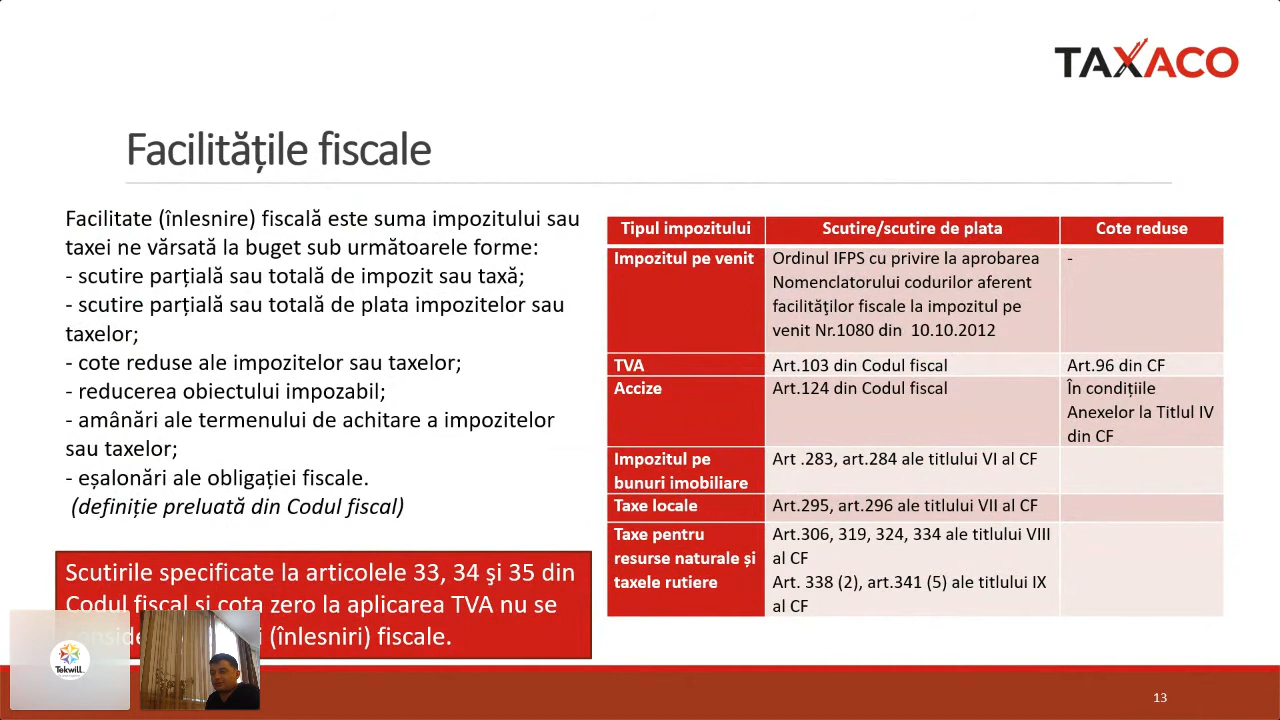 TAXACO
Facilitățile fiscale
Facilitate (înlesnire) fiscală este suma impozitului sau
taxei ne vărsată la buget sub următoarele forme:
- scutire parțială sau totală de impozit sau taxă;
- scutire parțială sau totală de plata impozitelor sau
taxelor;
- cote reduse ale impozitelor sau taxelor;
- reducerea obiectului impozabil;
- amânări ale termenului de achitare a impozitelor
sau taxelor;
- eșalonări ale obligației fiscale.
(definiție preluată din Codul fiscal)
Scutirile specificate la articolele 33, 34 şi 35 din
Codul fiscal și cota zero la aplicarea TVA nu se
(înlesniri) fiscale.
Tipul impozitului Scutire/scutire de plata Cote reduse
Impozitul pe venit Ordinul IFPS cu privire la aprobarea -
Nomenclatorului codurilor aferent
facilităţilor fiscale la impozitul pe
venit Nr.1080 din 10.10.2012
TVA Art.103 din Codul fiscal Art.96 din CF
Accize Art.124 din Codul fiscal În condițiile
Anexelor la Titlul IV
din CF
Impozitul pe Art .283, art.284 ale titlului VI al CF
bunuri imobiliare
Taxe locale Art.295, art.296 ale titlului VII al CF
Taxe pentru Art.306, 319, 324, 334 ale titlului VIII
resurse naturale și al CF
taxele rutiere Art. 338 (2), art.341 (5) ale titlului IX
al CF
Tekwill
13